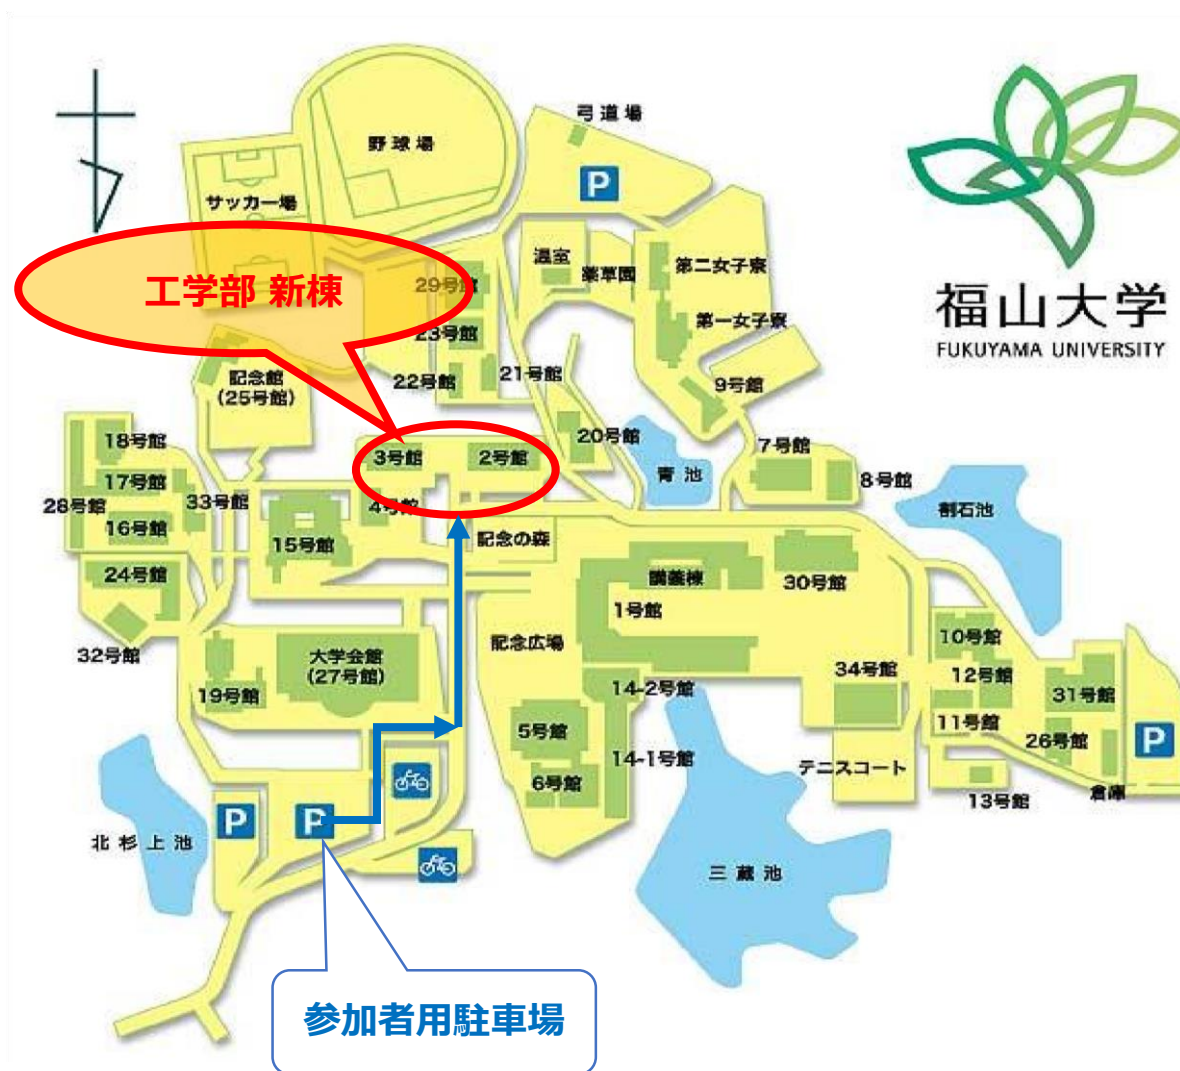 弓道場
野球場
P
サッカー場
温室
薬草園
第二女子寮
工学部 新棟
29号館
福山大学
FUKUYAMA UNIVERSITY
第一女子寮
23号館
記念館
(25号館)
22号館
21号館
9号館
18号館
20号館
3号館
2号館
7号館
17号館
青池
8号館
28号館
33号館
4号館
割石池
16号館
15号館
記念の森
24号館
講義棟
30号館
1号館
32号館
大学会館
(27号館)
記念広場
10号館
19号館
14-2号館
34号館
12号館
31号館
5号館
11号館
26号館
P
14-1号館
テニスコート
6号館
倉庫
13号館
北杉上池
P
P
三蔵池
参加者用駐車場